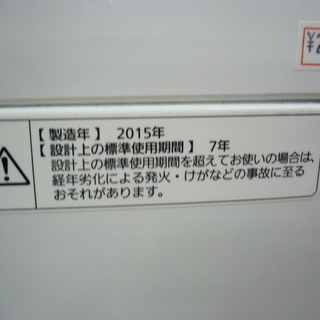 ¥2
【 製造年 】 2015年
【 設計上の標準使用期間 】 7年
設計上の標準使用期間を超えてお使いの場合は、
経年劣化による発火・けがなどの事故に至る
おそれがあります。